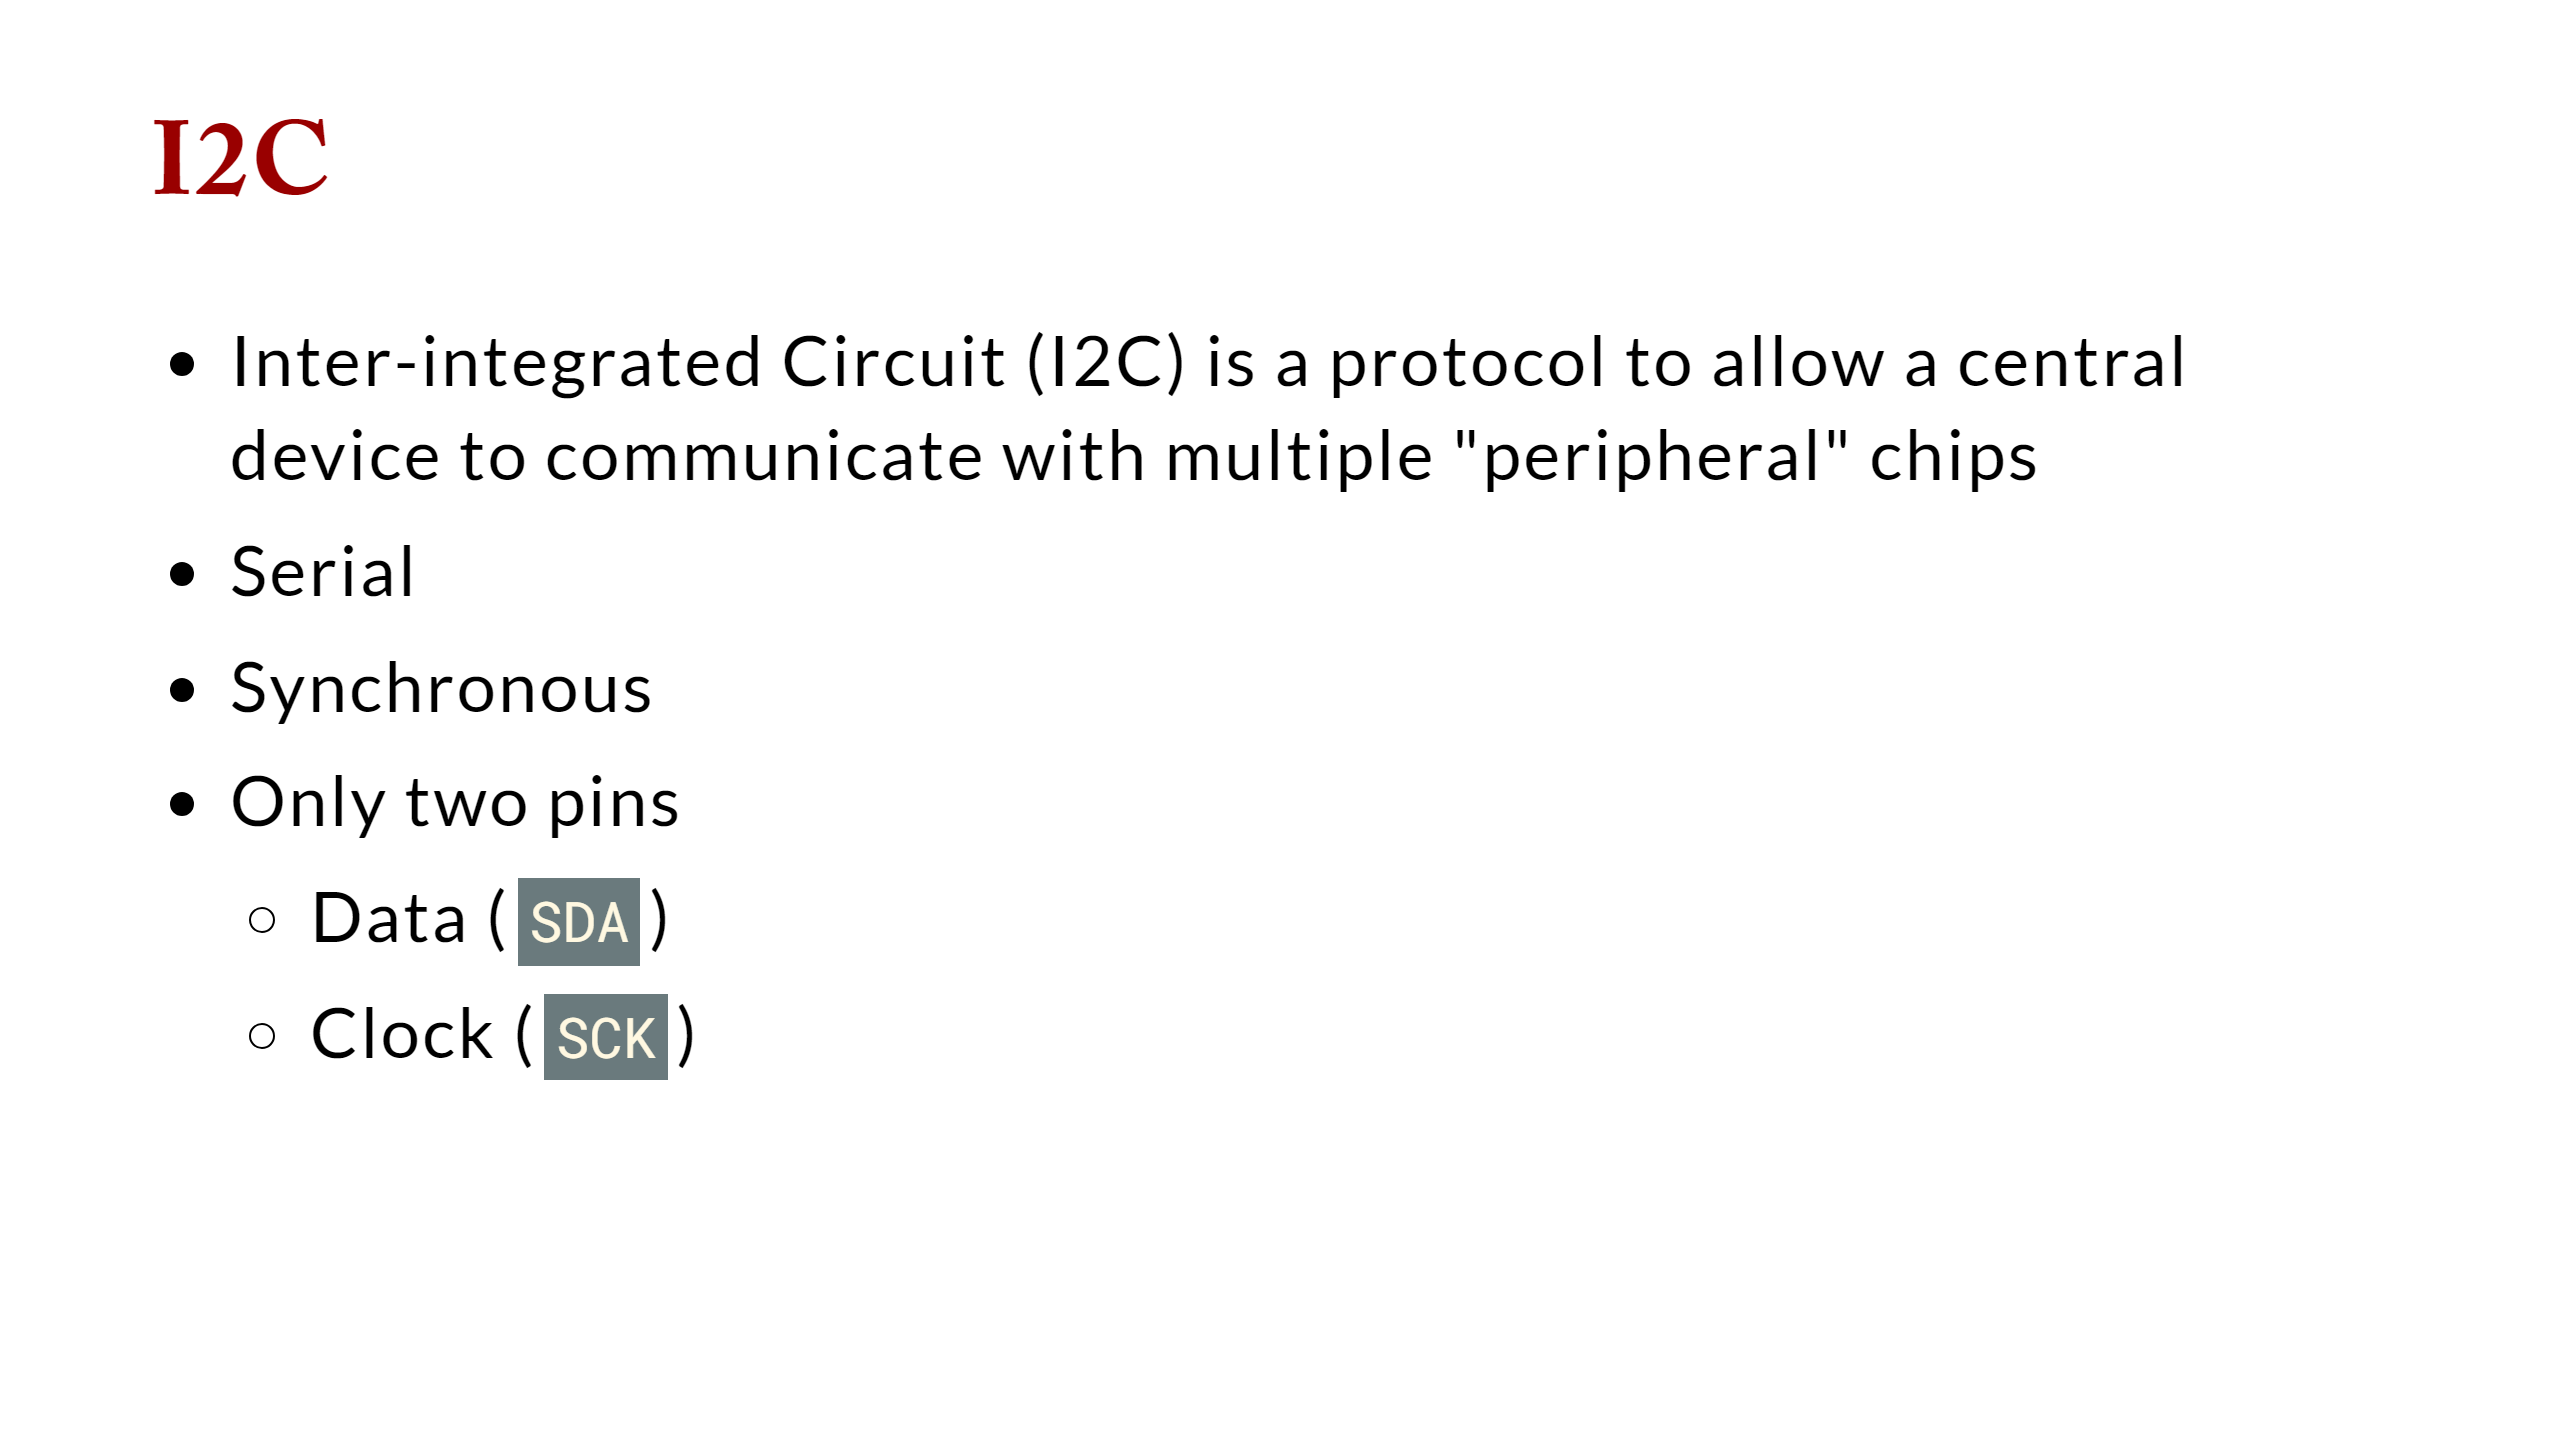 I2C
• Inter-integrated Circuit (I2C) is a protocol to allow a central
device to communicate with multiple "peripheral" chips
• Serial
• Synchronous
• Only two pins
○ Data ( SDA )
○ Clock ( SCK )